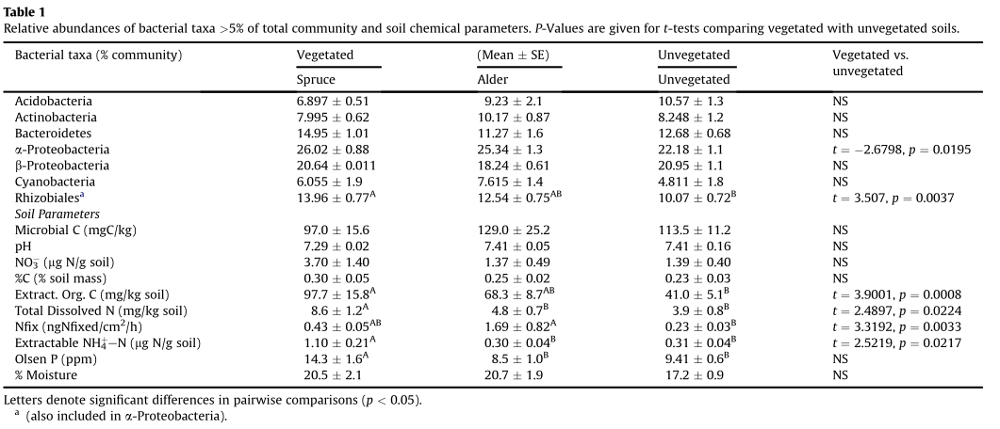 Table 1
Relative abundances of bacterial taxa >5% of total community and soil chemical parameters. P-Values are given for t-tests comparing vegetated with unvegetated soils.
Bacterial taxa (% community) Vegetated (Mean ± SE) Unvegetated Vegetated vs. unvegetated
Spruce Alder Unvegetated
Acidobacteria 6.897 ± 0.51 9.23 ± 2.1 10.57 ± 1.3 NS
Actinobacteria 7.995 ± 0.62 10.17 ± 0.87 8.248 ± 1.2 NS
Bacteroidetes 14.95 ± 1.01 11.27 ± 1.6 12.68 ± 0.68 NS
α-Proteobacteria 26.02 ± 0.88 25.34 ± 1.3 22.18 ± 1.1 t = −2.6798, p = 0.0195
β-Proteobacteria 20.64 ± 0.011 18.24 ± 0.61 20.95 ± 1.1 NS
Cyanobacteria 6.055 ± 1.9 7.615 ± 1.4 4.811 ± 1.8 NS
Rhizobiales^a 13.96 ± 0.77^A 12.54 ± 0.75^AB 10.07 ± 0.72^B t = 3.507, p = 0.0037
Soil Parameters
Microbial C (mgC/kg) 97.0 ± 15.6 129.0 ± 25.2 113.5 ± 11.2 NS
pH 7.29 ± 0.02 7.41 ± 0.05 7.41 ± 0.16 NS
NO₃⁻ (μg N/g soil) 3.70 ± 1.40 1.37 ± 0.49 1.39 ± 0.40 NS
%C (% soil mass) 0.30 ± 0.05 0.25 ± 0.02 0.23 ± 0.03 NS
Extract. Org. C (mg/kg soil) 97.7 ± 15.8^A 68.3 ± 8.7^AB 41.0 ± 5.1^B t = 3.9001, p = 0.0008
Total Dissolved N (mg/kg soil) 8.6 ± 1.2^A 4.8 ± 0.7^B 3.9 ± 0.8^B t = 2.4897, p = 0.0224
Nfix (ngNfixed/cm²/h) 0.43 ± 0.05^AB 1.69 ± 0.82^A 0.23 ± 0.03^B t = 3.3192, p = 0.0033
Extractable NH₄⁺−N (μg N/g soil) 1.10 ± 0.21^A 0.30 ± 0.04^B 0.31 ± 0.04^B t = 2.5219, p = 0.0217
Olsen P (ppm) 14.3 ± 1.6^A 8.5 ± 1.0^B 9.41 ± 0.6^B NS
% Moisture 20.5 ± 2.1 20.7 ± 1.9 17.2 ± 0.9 NS
Letters denote significant differences in pairwise comparisons (p < 0.05).
^a (also included in α-Proteobacteria).